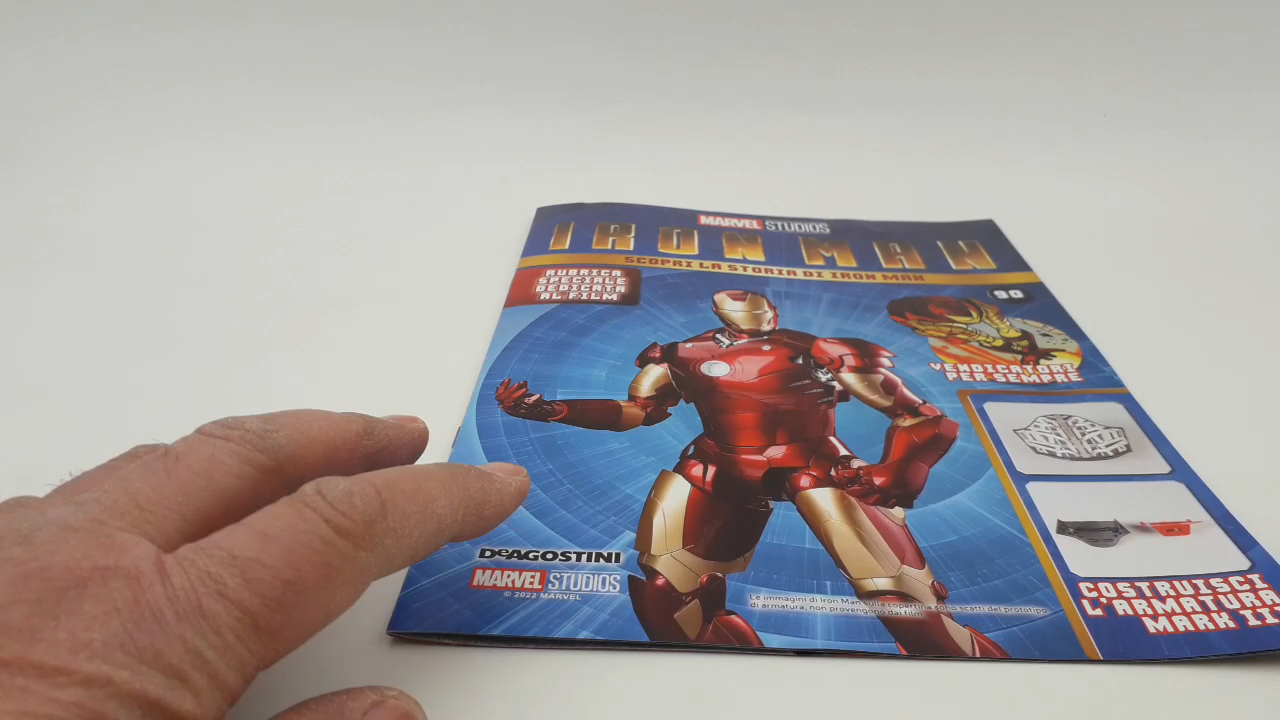 MARVEL STUDIOS
IRON MAN
SCOPRI LA STORIA DI IRON MAN
RUBRICA
SPECIALE
DEDICATA
AL FILM
90
VENDICATORI
PER SEMPRE
DeAGOSTINI
MARVEL STUDIOS
© 2022 MARVEL
Le immagini di Iron Man sulla copertina sono scatti del prototipo
di armatura, non provengono dai film
COSTRUISCI
L'ARMATURA
MARK III